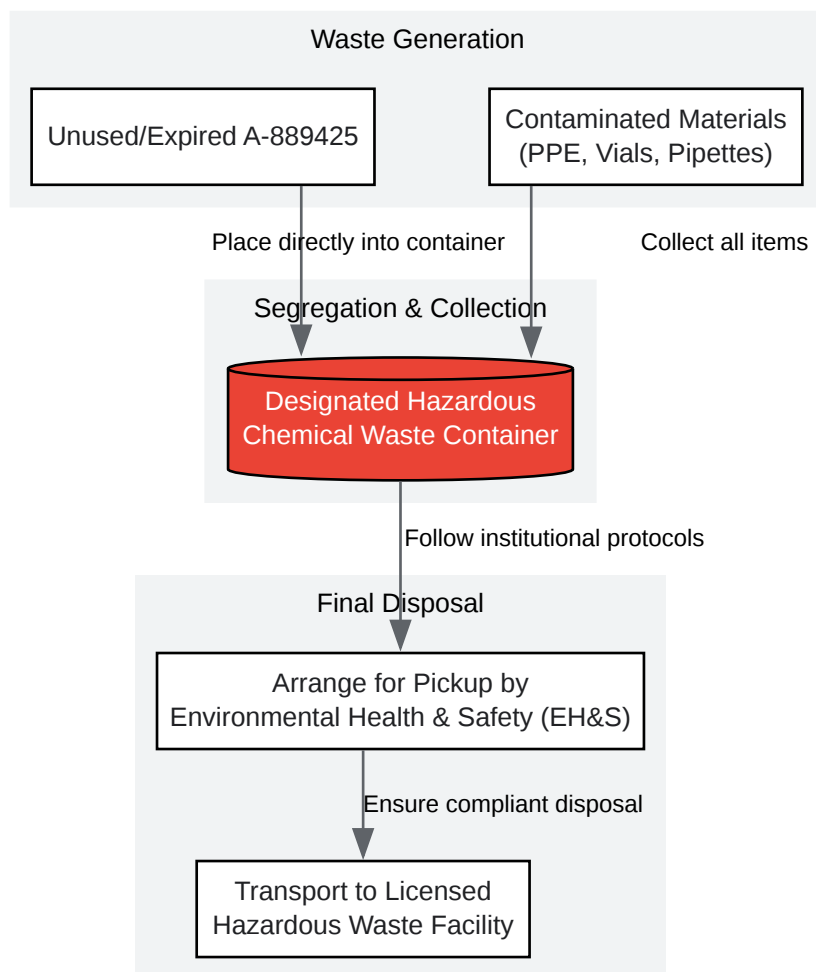 Waste Generation
Unused/Expired A-889425
Contaminated Materials
(PPE, Vials, Pipettes)
Place directly into container
Collect all items
Segregation & Collection
Designated Hazardous
Chemical Waste Container
Follow institutional protocols
Final Disposal
Arrange for Pickup by
Environmental Health & Safety (EH&S)
Ensure compliant disposal
Transport to Licensed
Hazardous Waste Facility